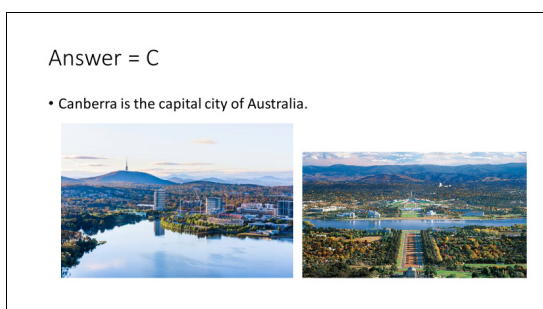 Answer = C
• Canberra is the capital city of Australia.